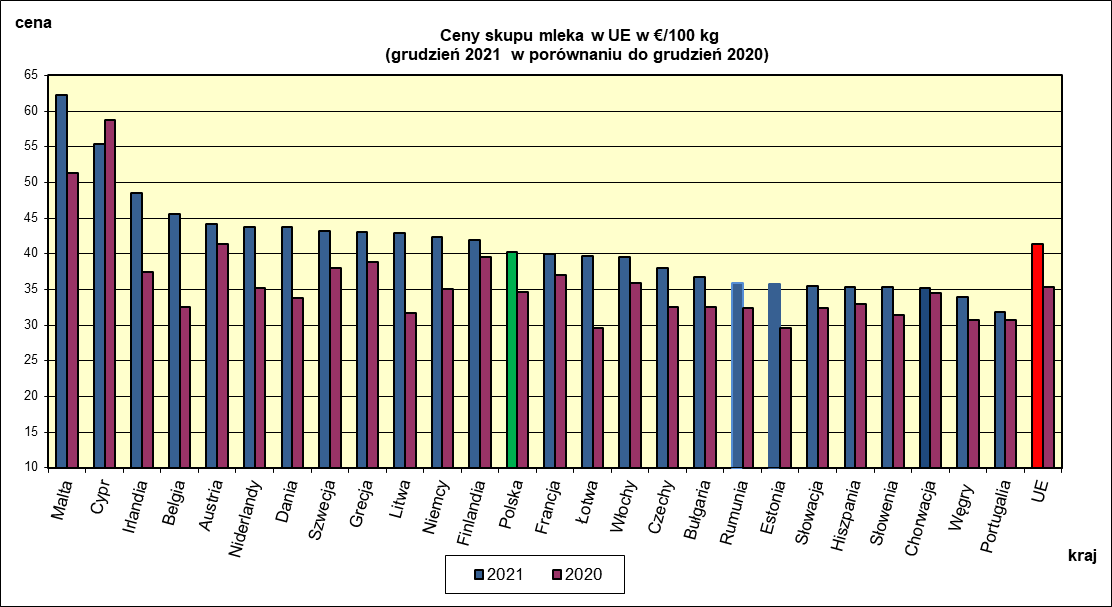 cena
Ceny skupu mleka w UE w €/100 kg
(grudzień 2021 w porównaniu do grudzień 2020)
65
60
55
50
45
40
35
30
25
20
15
10
Malta
Cypr
Irlandia
Belgia
Austria
Niderlandy
Dania
Szwecja
Grecja
Litwa
Niemcy
Finlandia
Polska
Francja
Łotwa
Włochy
Czechy
Bulgaria
Rumunia
Estonia
Słowacja
Hiszpania
Słowenia
Chorwacja
Węgry
Portugalia
UE
kraj
2021
2020